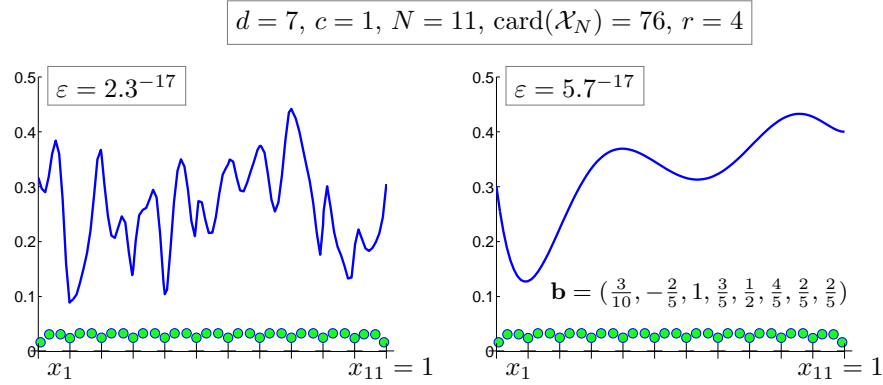 d = 7, c = 1, N = 11, card(𝒳_N) = 76, r = 4
ε = 2.3^{-17}
0.5
0.4
0.3
0.2
0.1
0
x_1
x_{11} = 1
ε = 5.7^{-17}
0.5
0.4
0.3
0.2
0.1
0
b = (3/10, -2/5, 1, 3/5, 1/2, 4/5, 2/5, 2/5)
x_1
x_{11} = 1